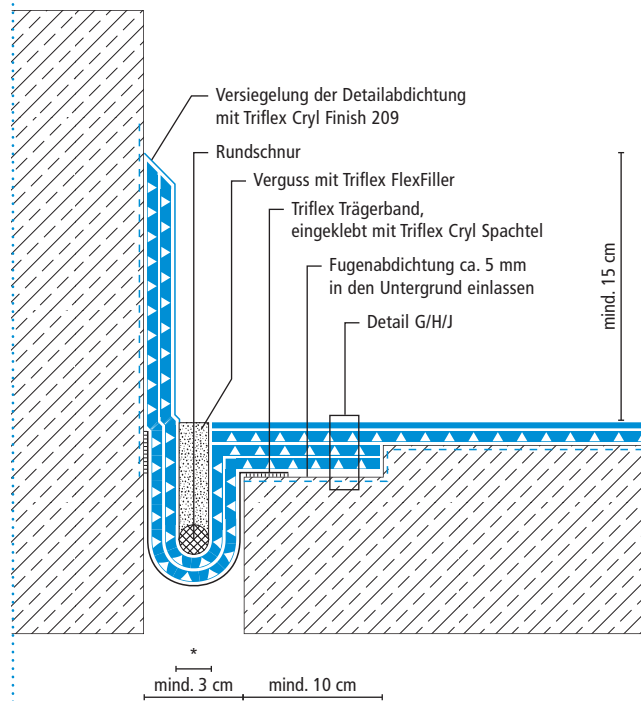 Versiegelung der Detailabdichtung
mit Triflex Cryl Finish 209
Rundschnur
Verguss mit Triflex FlexFiller
Triflex Trägerband,
eingeklebt mit Triflex Cryl Spachtel
Fugenabdichtung ca. 5 mm
in den Untergrund einlassen
Detail G/H/J
mind. 15 cm
*
mind. 3 cm
mind. 10 cm